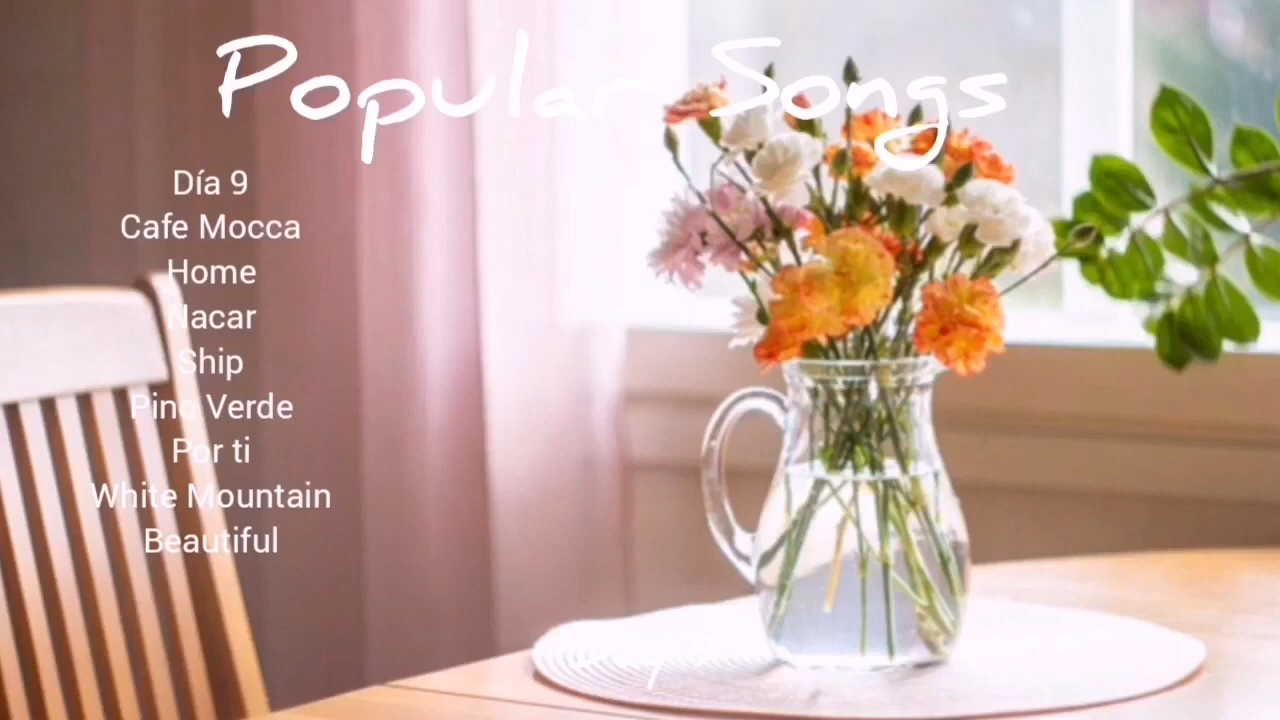 Popular Songs
Día 9
Cafe Mocca
Home
Nacar
Ship
Pino Verde
Por ti
White Mountain
Beautiful